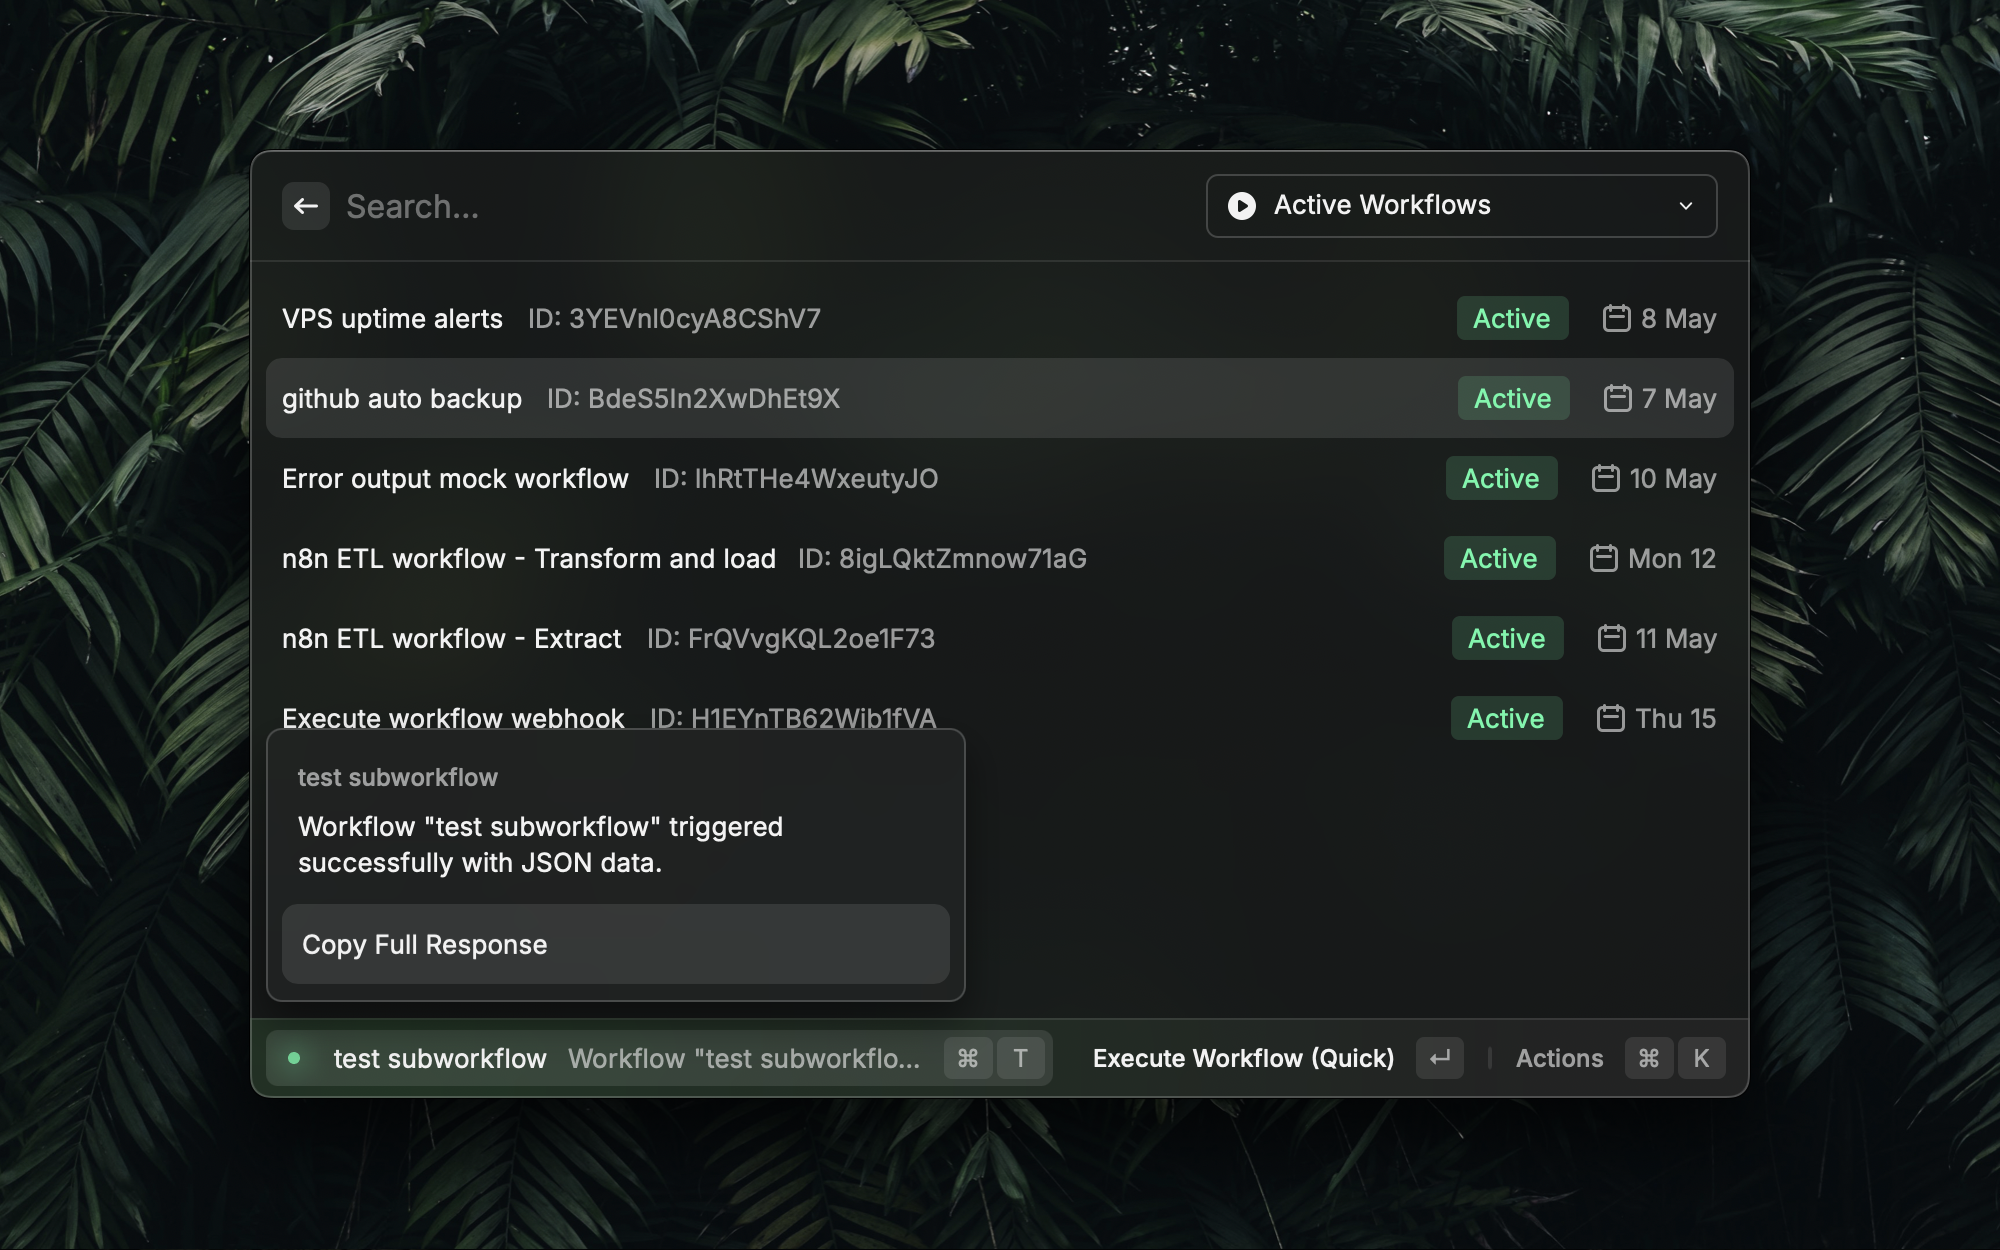 Search...
Active Workflows
VPS uptime alerts ID: 3YEVnl0cyA8CShV7 Active 8 May
github auto backup ID: BdeS5In2XwDhEt9X Active 7 May
Error output mock workflow ID: IhRtTHe4WxeutyJO Active 10 May
n8n ETL workflow - Transform and load ID: 8igLQktZmnow71aG Active Mon 12
n8n ETL workflow - Extract ID: FrQVvgKQL2oe1F73 Active 11 May
Execute workflow webhook ID: H1EYnTB62Wib1fVA Active Thu 15
test subworkflow
Workflow "test subworkflow" triggered
successfully with JSON data.
Copy Full Response
test subworkflow Workflow "test subworkflo... ⌘ T Execute Workflow (Quick) ↵ Actions ⌘ K